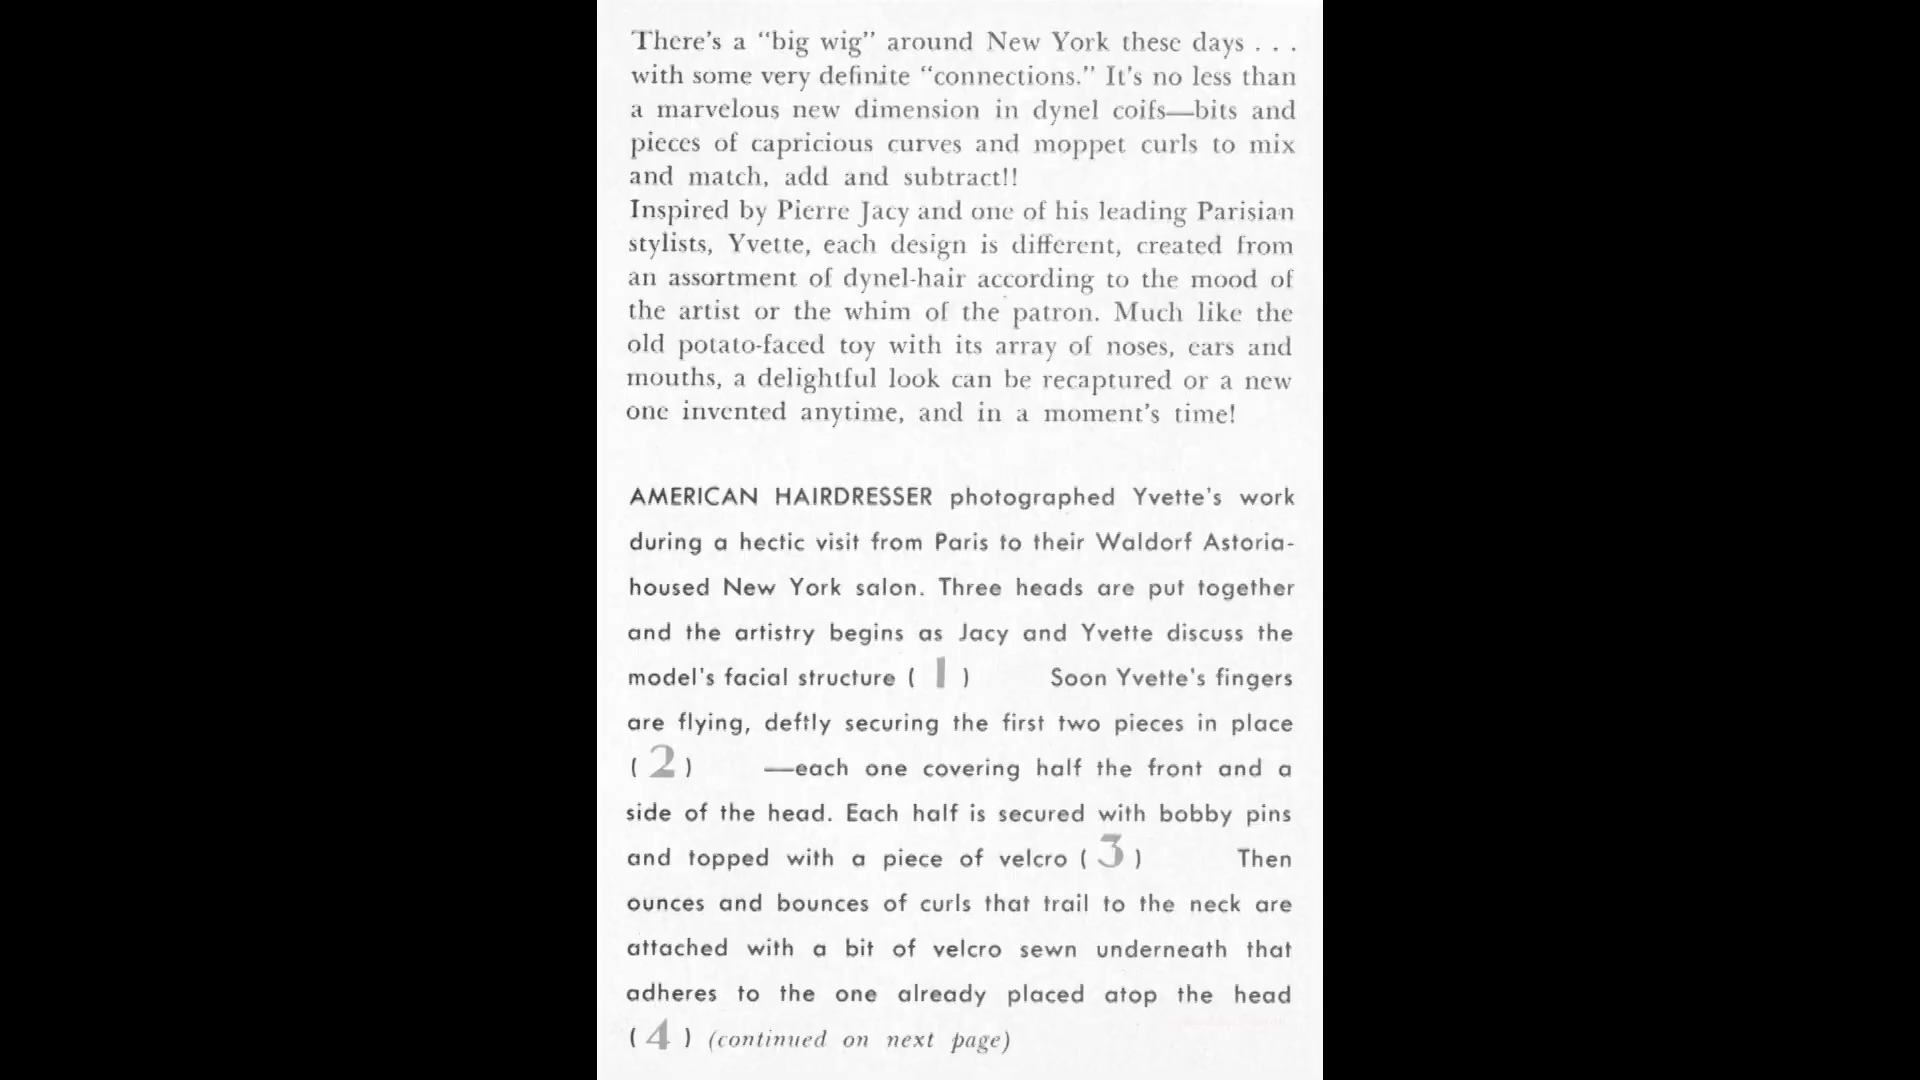 There's a “big wig” around New York these days . . .
with some very definite “connections.” It's no less than
a marvelous new dimension in dynel coifs—bits and
pieces of capricious curves and moppet curls to mix
and match, add and subtract!!
Inspired by Pierre Jacy and one of his leading Parisian
stylists, Yvette, each design is different, created from
an assortment of dynel-hair according to the mood of
the artist or the whim of the patron. Much like the
old potato-faced toy with its array of noses, ears and
mouths, a delightful look can be recaptured or a new
one invented anytime, and in a moment's time!
AMERICAN HAIRDRESSER photographed Yvette's work
during a hectic visit from Paris to their Waldorf Astoria-
housed New York salon. Three heads are put together
and the artistry begins as Jacy and Yvette discuss the
model's facial structure ( 1 ) Soon Yvette's fingers
are flying, deftly securing the first two pieces in place
( 2 ) —each one covering half the front and a
side of the head. Each half is secured with bobby pins
and topped with a piece of velcro ( 3 ) Then
ounces and bounces of curls that trail to the neck are
attached with a bit of velcro sewn underneath that
adheres to the one already placed atop the head
( 4 ) (continued on next page)